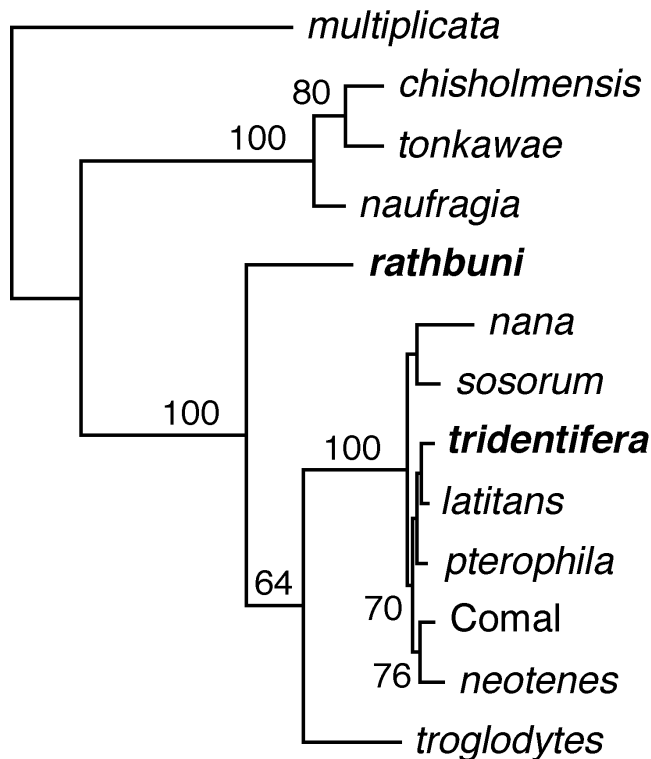 multiplicata
80
chisholmensis
100
tonkawae
naufragia
rathbuni
nana
sosorum
100
100
tridentifera
latitans
pterophila
64
70
Comal
76
neotenes
troglodytes